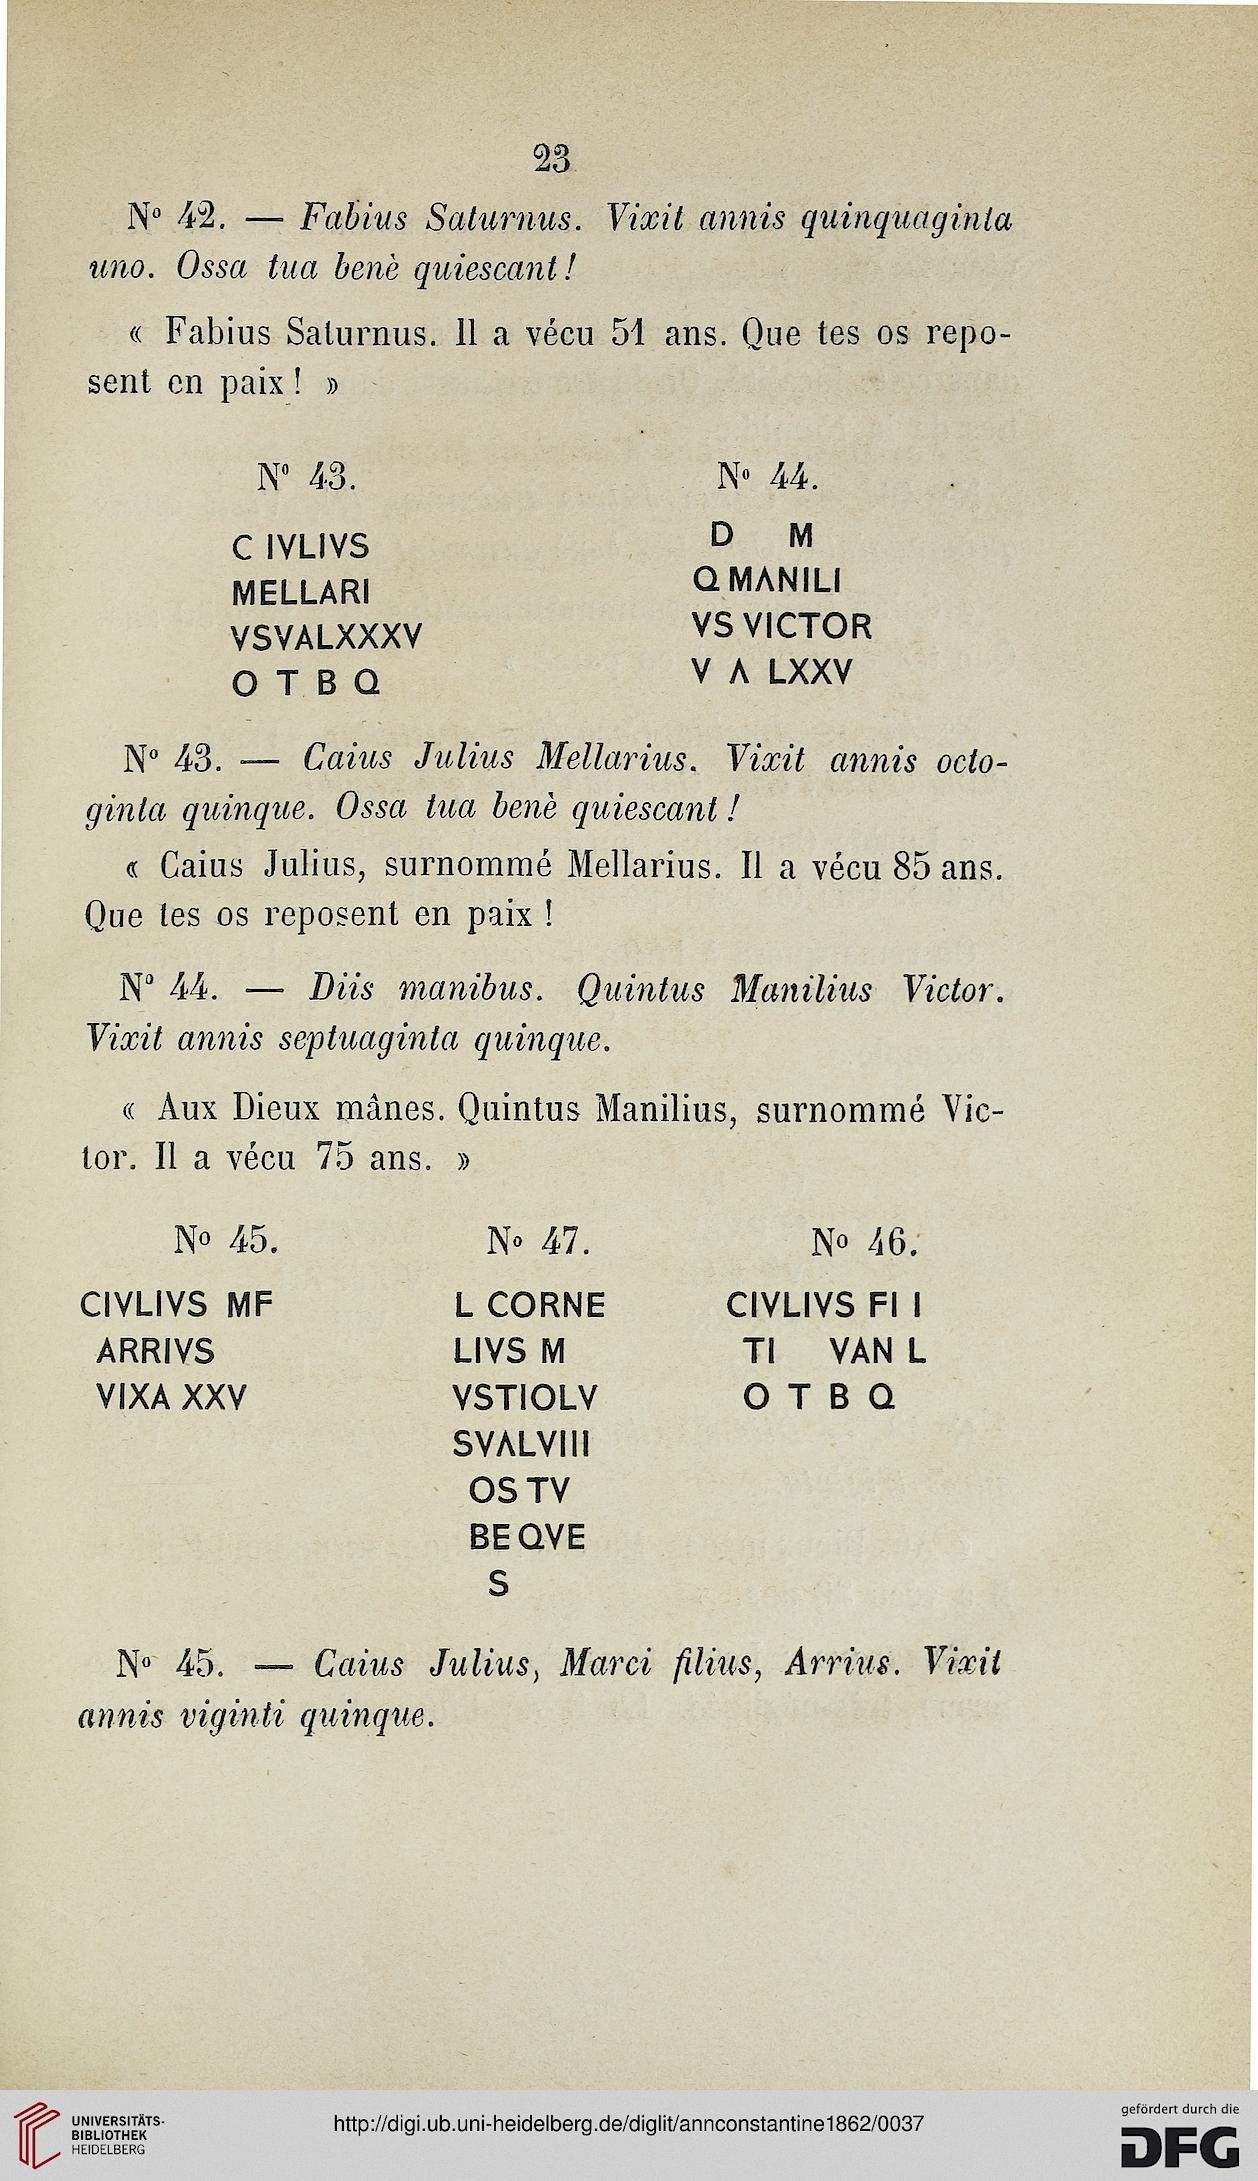 23
N° 42. — Fabius Saturnus. Vixit annis quinquaginta
uno. Ossa tua benè quiescant !
« Fabius Saturnus. Il a vécu 51 ans. Que tes os repo-
sent en paix ! »
N° 43.
C IVLIVS
MELLARI
VSVALXXXV
O T B Q
N° 44.
D M
Q MΛNILI
VS VICTOR
V Λ LXXV
N° 43. — Caius Julius Mellarius. Vixit annis octo-
ginta quinque. Ossa tua benè quiescant !
« Caius Julius, surnommé Mellarius. Il a vécu 85 ans.
Que tes os reposent en paix !
N° 44. — Diis manibus. Quintus Manilius Victor.
Vixit annis septuaginta quinque.
« Aux Dieux mânes. Quintus Manilius, surnommé Vic-
tor. Il a vécu 75 ans. »
N° 45.
CIVLIVS MF
ARRIVS
VIXA XXV
N° 47.
L CORNE
LIVS M
VSTIOLV
SVΛLVIII
OS TV
BE QVE
S
N° 46.
CIVLIVS FI I
TI VAN L
O T B Q
N° 45. — Caius Julius, Marci filius, Arrius. Vixit
annis viginti quinque.
UNIVERSITÄTS-
BIBLIOTHEK
HEIDELBERG
http://digi.ub.uni-heidelberg.de/diglit/annconstantine1862/0037
gefördert durch die
DFG